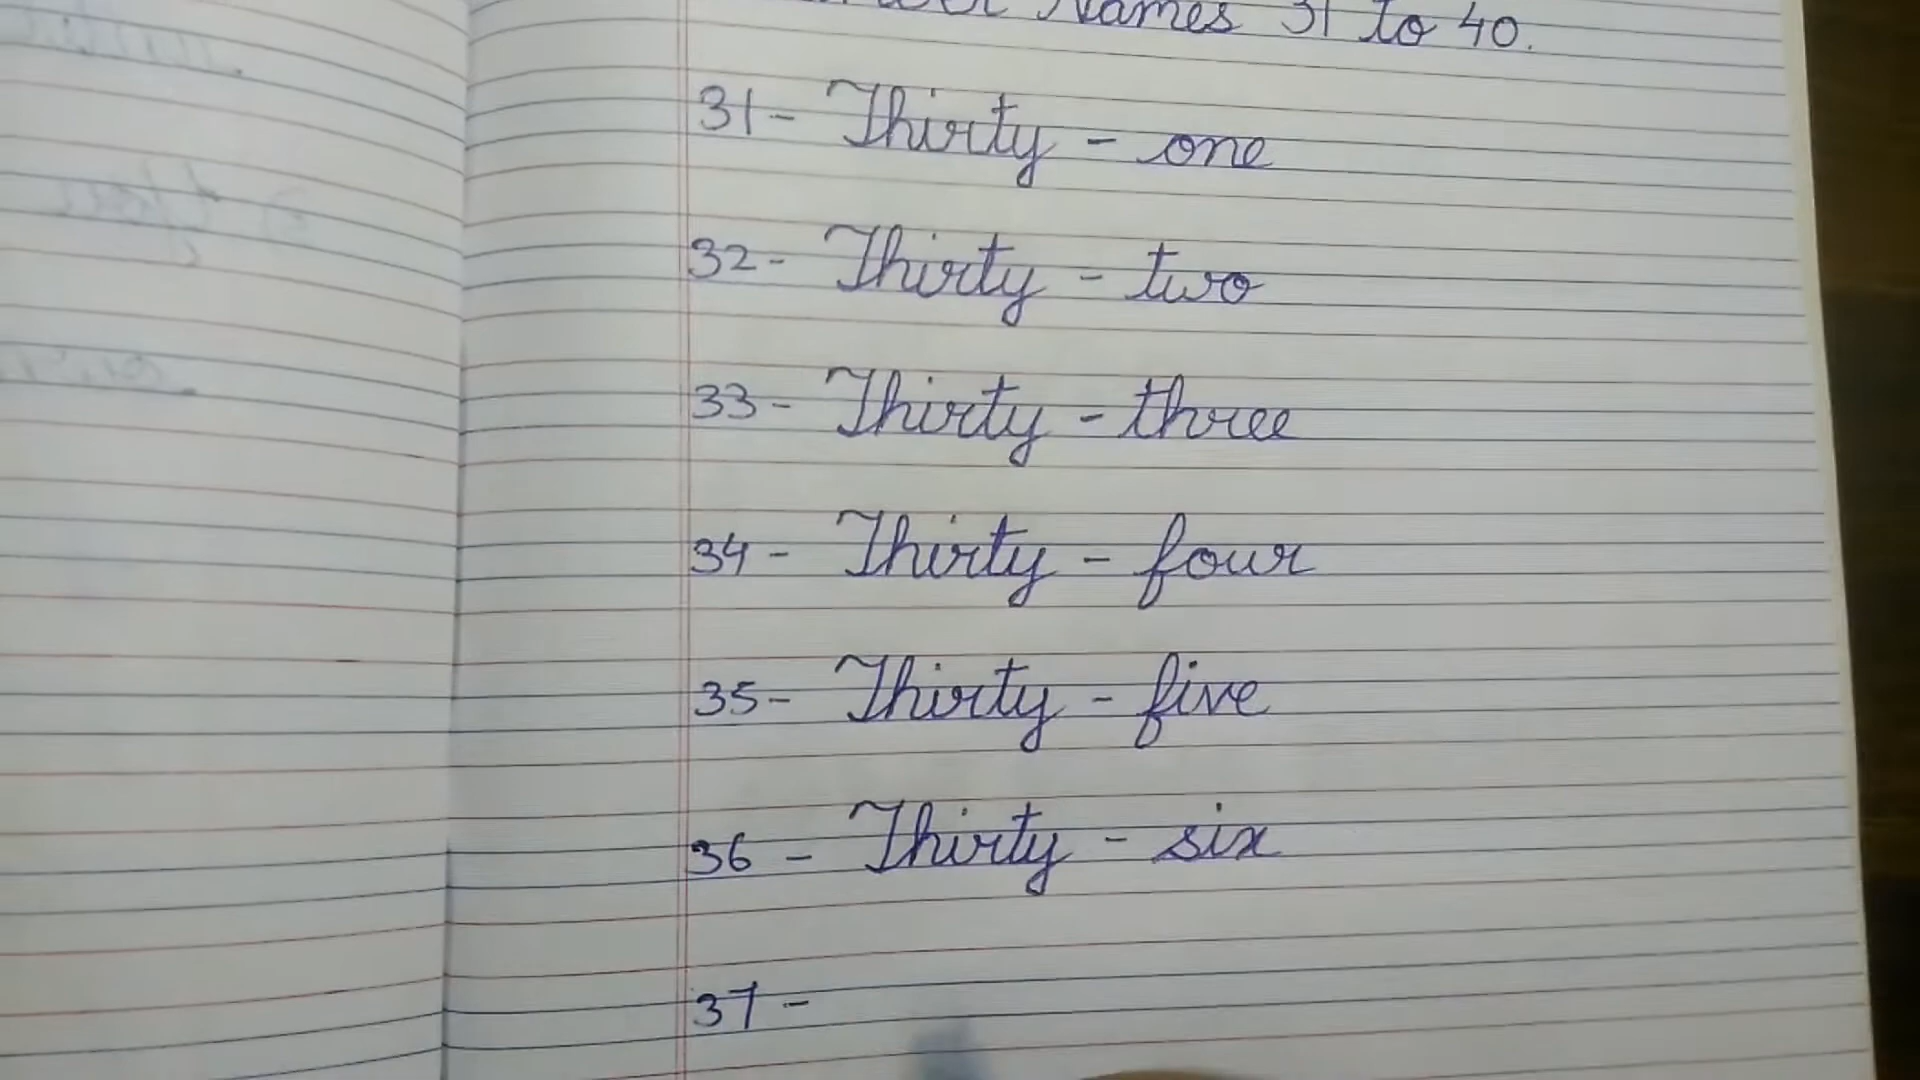 Names 31 to 40.
31 - Thirty - one
32 - Thirty - two
33 - Thirty - three
34 - Thirty - four
35 - Thirty - five
36 - Thirty - six
37 -